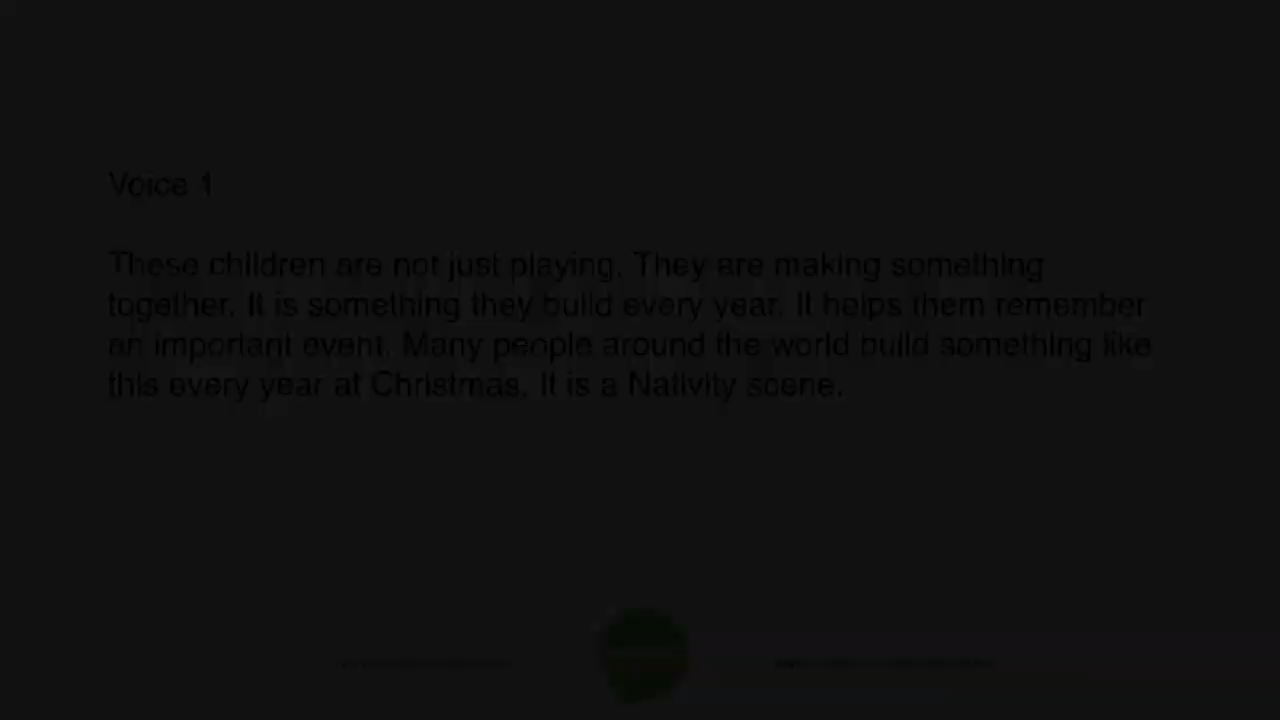 Voice 1
These children are not just playing. They are making something
together. It is something they build every year. It helps them remember
an important event. Many people around the world build something like
this every year at Christmas. It is a Nativity scene.